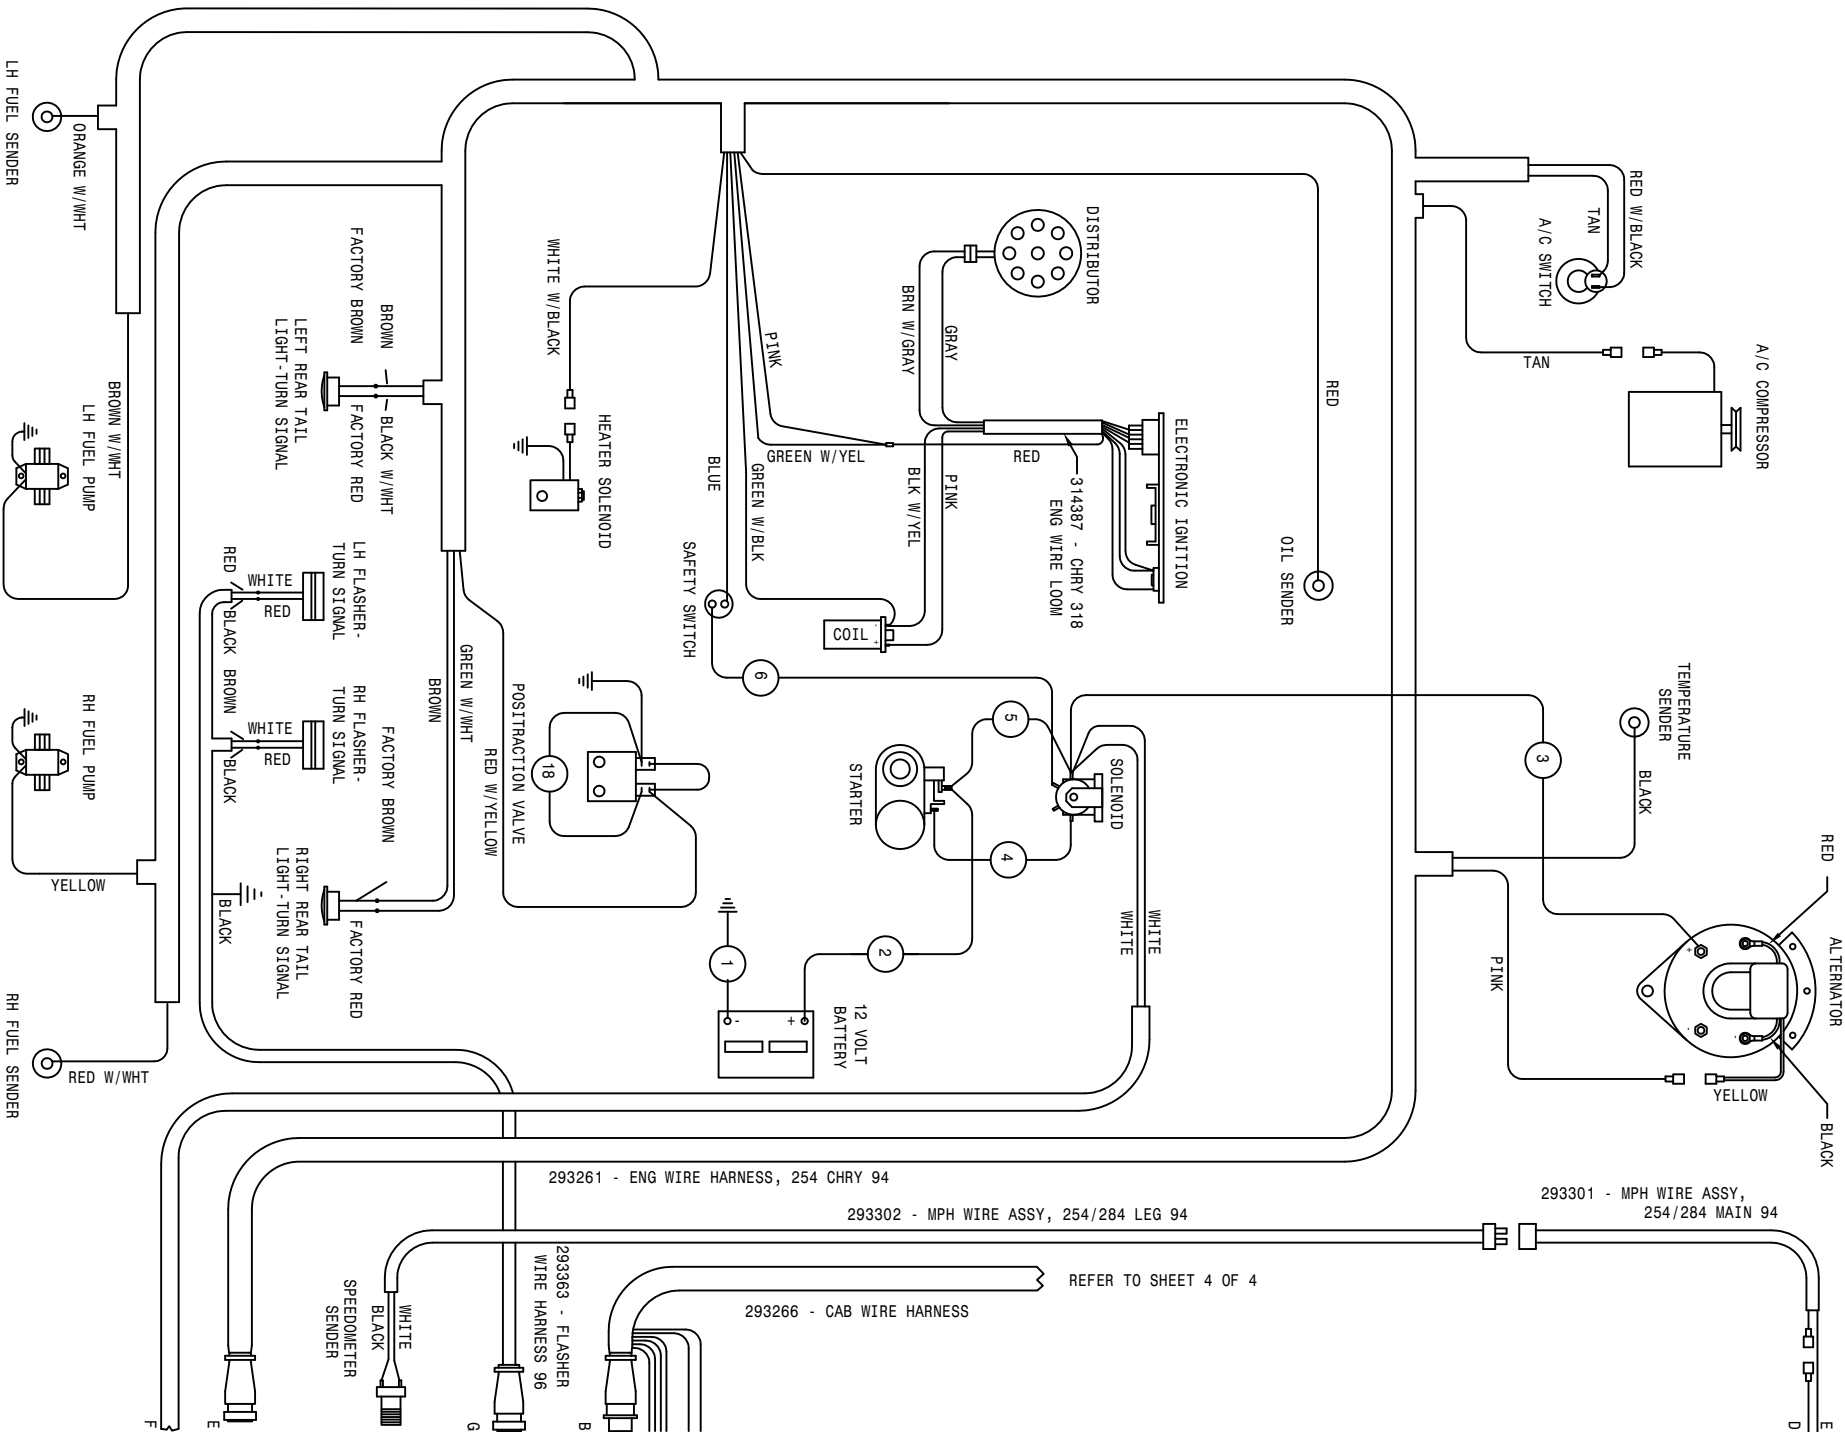 LH FUEL SENDER
ORANGE W/WHT
BROWN W/WHT
LH FUEL PUMP
RH FUEL PUMP
YELLOW
RH FUEL SENDER
RED W/WHT
FACTORY BROWN
BROWN
LEFT REAR TAIL
LIGHT-TURN SIGNAL
FACTORY RED
BLACK W/WHT
LH FLASHER-
TURN SIGNAL
RED
WHITE
RED
BLACK
BROWN
RH FLASHER-
TURN SIGNAL
WHITE
RED
BLACK
FACTORY BROWN
RIGHT REAR TAIL
LIGHT-TURN SIGNAL
FACTORY RED
BLACK
GREEN W/WHT
BROWN
RED W/YELLOW
POSITRACTION VALVE
18
WHITE W/BLACK
HEATER SOLENOID
PINK
GREEN W/YEL
GREEN W/BLK
BLUE
SAFETY SWITCH
DISTRIBUTOR
GRAY
BRN W/GRAY
RED
PINK
BLK W/YEL
314387 - CHRY 318
ENG WIRE LOOM
ELECTRONIC IGNITION
COIL
- +
RED
OIL SENDER
RED W/BLACK
TAN
A/C SWITCH
TAN
A/C COMPRESSOR
TEMPERATURE
SENDER
BLACK
6
5
4
3
2
1
SOLENOID
STARTER
WHITE
WHITE
12 VOLT
BATTERY
- +
RED
ALTERNATOR
+ -
PINK
YELLOW
BLACK
293261 - ENG WIRE HARNESS, 254 CHRY 94
293302 - MPH WIRE ASSY, 254/284 LEG 94
293301 - MPH WIRE ASSY,
254/284 MAIN 94
REFER TO SHEET 4 OF 4
293266 - CAB WIRE HARNESS
293363 - FLASHER
WIRE HARNESS 96
WHITE
BLACK
SPEEDOMETER
SENDER
F
E
G
B
D
E